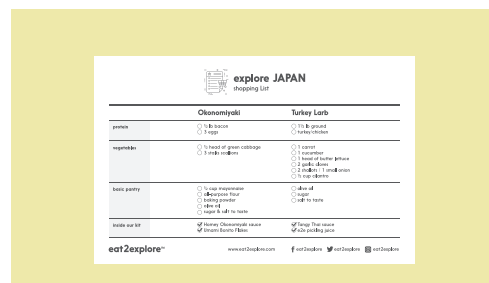 explore JAPAN
shopping List
Okonomiyaki Turkey Larb
protein ½ lb bacon 1½ lb ground
3 eggs turkey/chicken
vegetables ½ head of green cabbage 1 carrot
3 stalks scallions 1 cucumber
1 head of butter lettuce
2 garlic cloves
2 shallots / 1 small onion
½ cup cilantro
basic pantry ½ cup mayonnaise olive oil
all-purpose flour sugar
baking powder salt to taste
olive oil
sugar & salt to taste
inside our kit Homey Okonomiyaki sauce Tangy Thai sauce
Umami Bonito Flakes e2e pickling juice
eat2explore™ www.eat2explore.com eat2explore eat2explore eat2explore